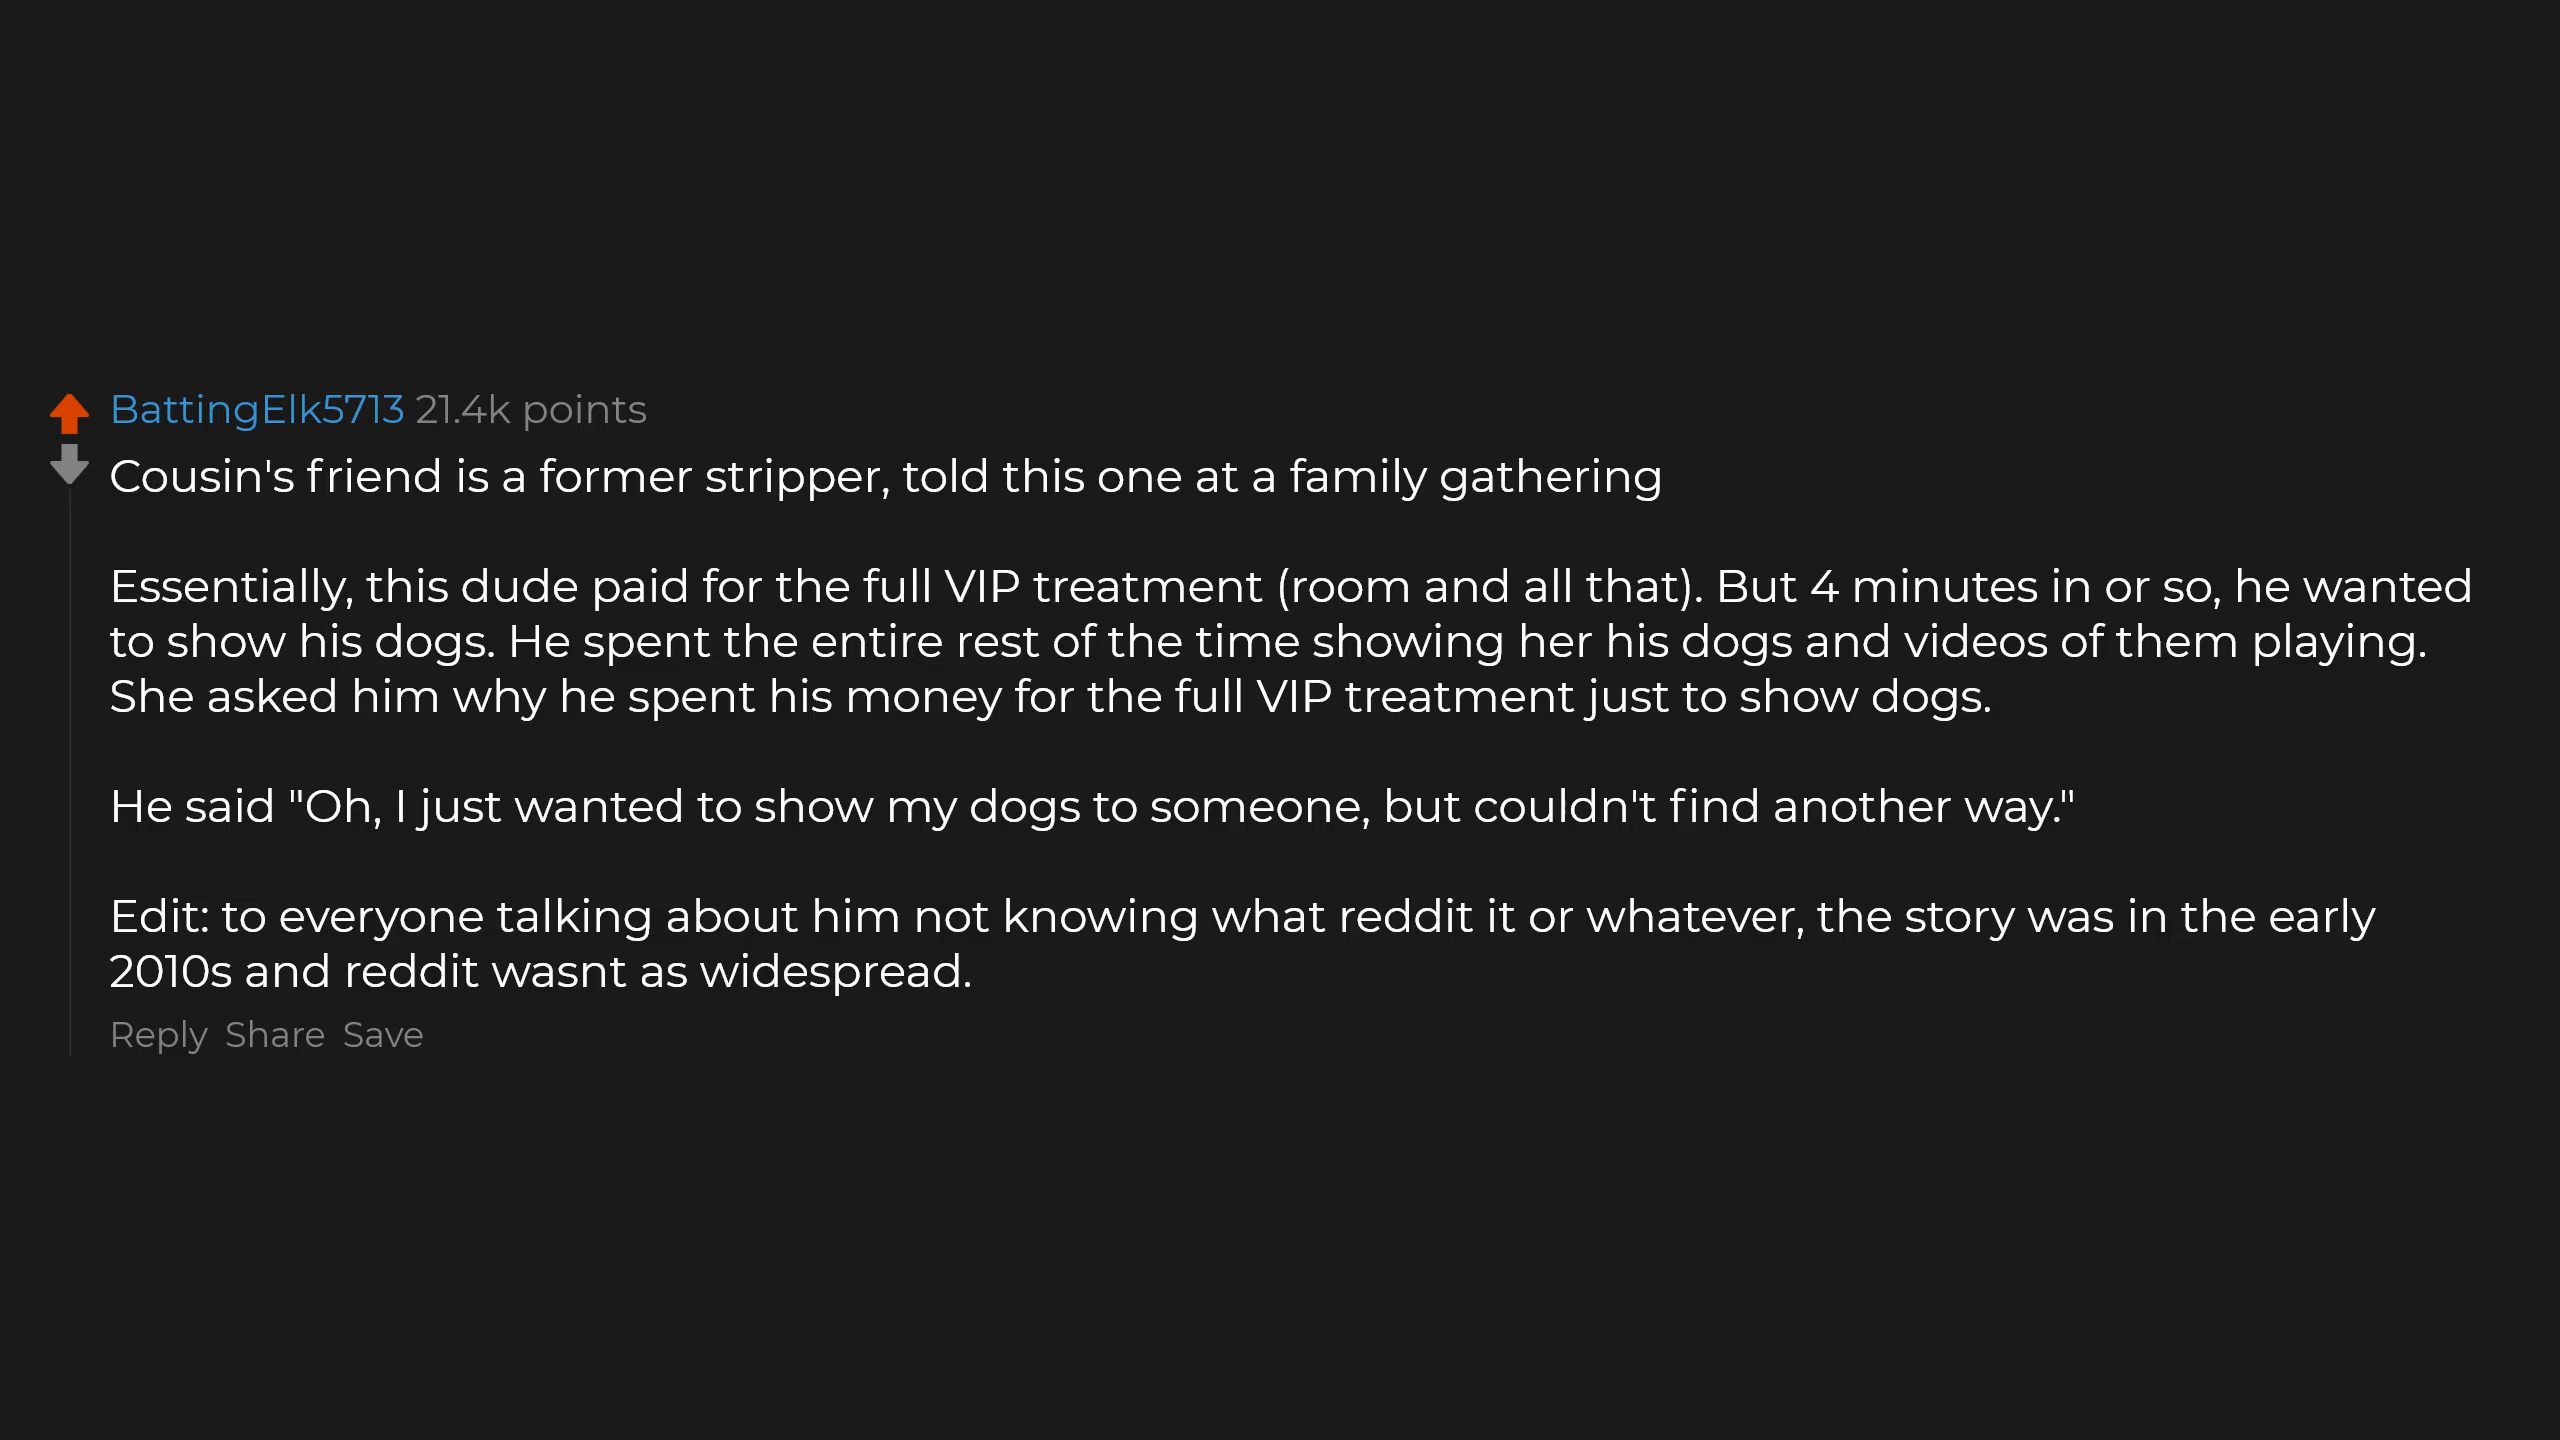 BattingElk5713 21.4k points
Cousin's friend is a former stripper, told this one at a family gathering
Essentially, this dude paid for the full VIP treatment (room and all that). But 4 minutes in or so, he wanted
to show his dogs. He spent the entire rest of the time showing her his dogs and videos of them playing.
She asked him why he spent his money for the full VIP treatment just to show dogs.
He said "Oh, I just wanted to show my dogs to someone, but couldn't find another way."
Edit: to everyone talking about him not knowing what reddit it or whatever, the story was in the early
2010s and reddit wasnt as widespread.
Reply Share Save